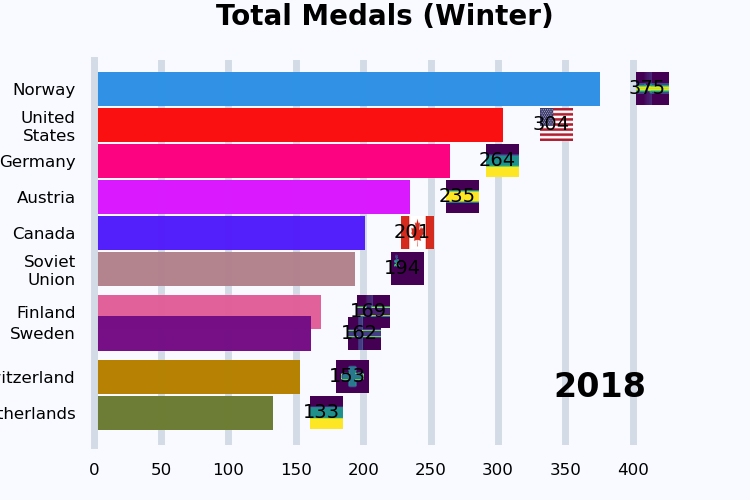 Total Medals (Winter)
Norway 375
United States 304
Germany 264
Austria 235
Canada 201
Soviet Union 194
Finland 169
Sweden 162
itzerland 153
therlands 133
2018
0 50 100 150 200 250 300 350 400